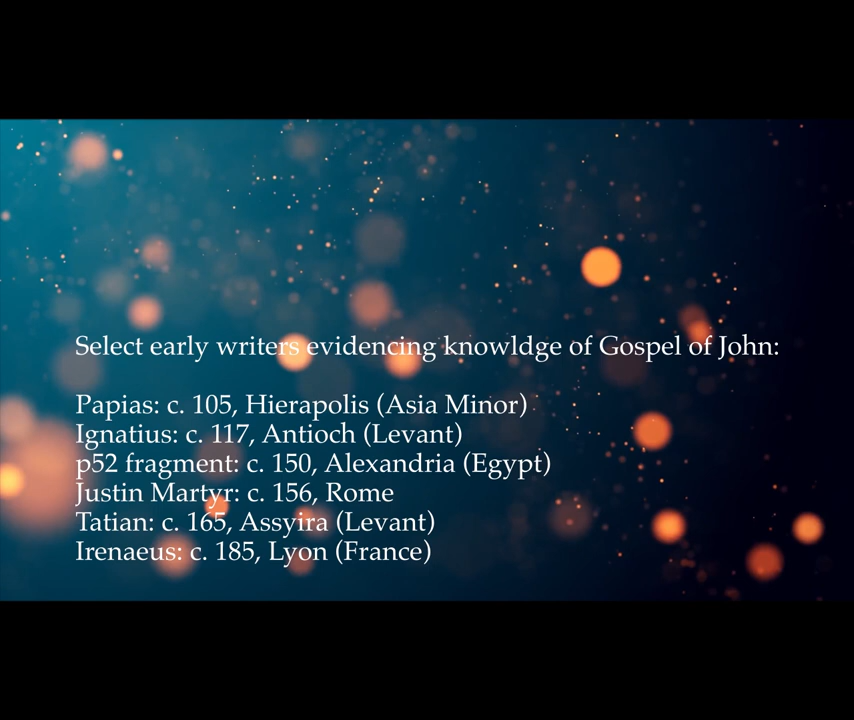 Select early writers evidencing knowldge of Gospel of John:
Papias: c. 105, Hierapolis (Asia Minor)
Ignatius: c. 117, Antioch (Levant)
p52 fragment: c. 150, Alexandria (Egypt)
Justin Martyr: c. 156, Rome
Tatian: c. 165, Assyira (Levant)
Irenaeus: c. 185, Lyon (France)